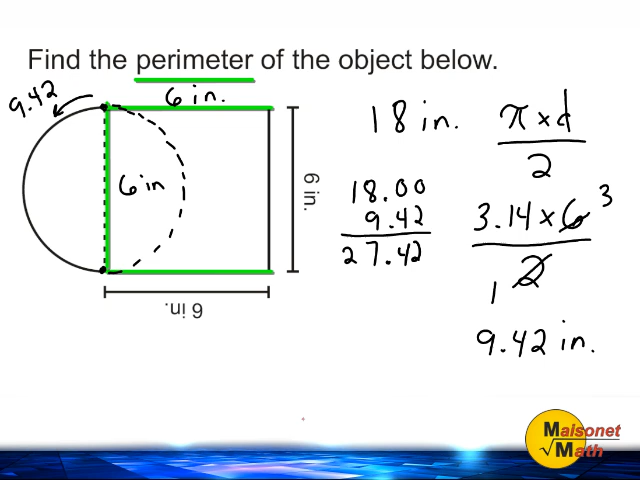 Find the perimeter of the object below.
9.42
6 in.
18 in.
π x d
2
6 in
6 in.
18.00
9.42
27.42
3.14 x 6 3
1 2
6 in.
9.42 in.
Maisonet
√Math